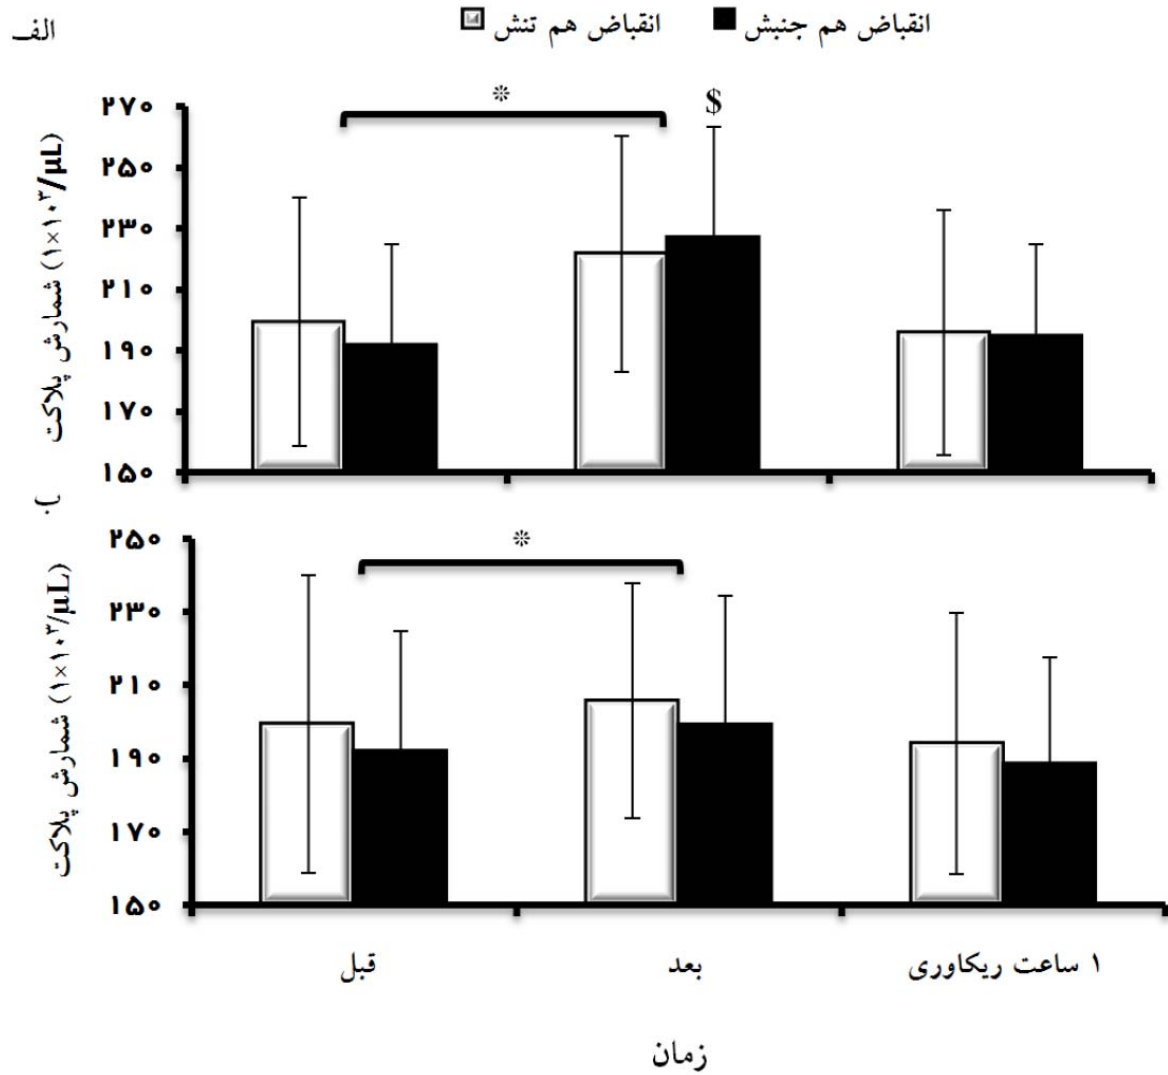 الف
انقباض هم جنبش
انقباض هم تنش
*
$
۲۷۰
۲۵۰
۲۳۰
۲۱۰
۱۹۰
۱۷۰
۱۵۰
شمارش پلاکت (۱×۱۰۳/µL)
ب.
*
۲۵۰
۲۳۰
۲۱۰
۱۹۰
۱۷۰
۱۵۰
شمارش پلاکت (۱×۱۰۳/µL)
قبل
بعد
۱ ساعت ریکاوری
زمان